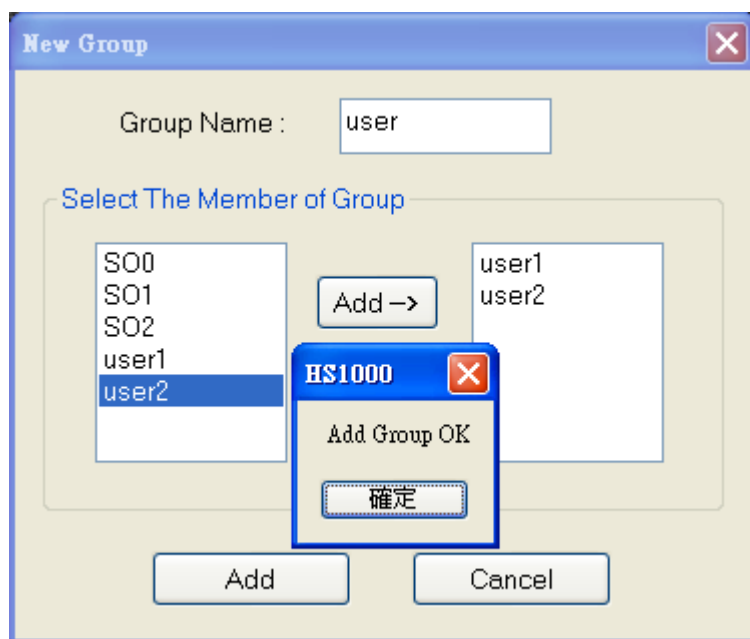 New Group
Group Name :
user
Select The Member of Group
SO0
SO1
SO2
user1
user2
Add -->
user1
user2
HS1000
Add Group OK
確定
Add
Cancel